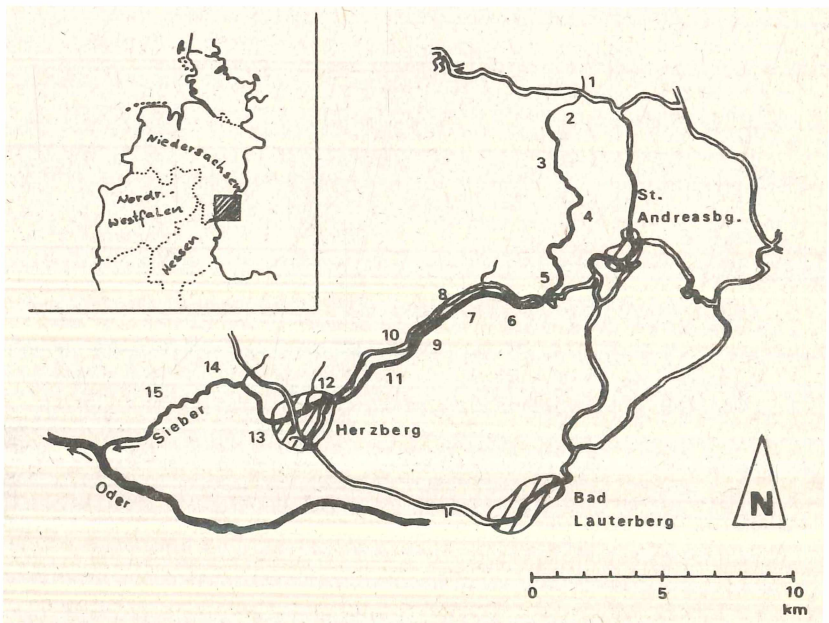 Niedersachsen
Nordr.-
Westfalen
Hessen
1
2
3
4
St.
Andreasbg.
5
6
7
8
9
10
11
12
13
14
15
Sieber
Herzberg
Oder
Bad
Lauterberg
N
0 5 10
km